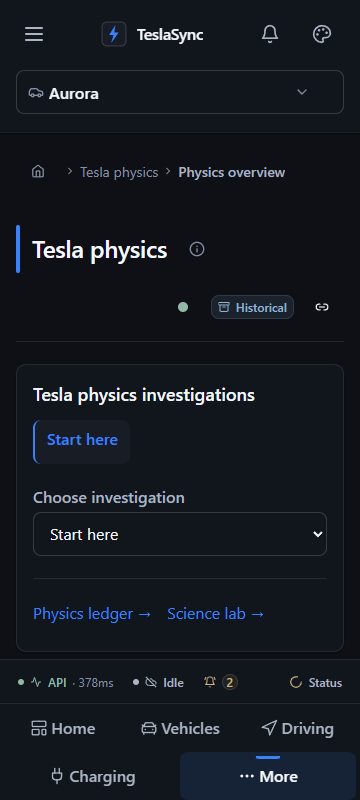 TeslaSync
Aurora
Tesla physics > Physics overview
Tesla physics
Historical
Tesla physics investigations
Start here
Choose investigation
Start here
Physics ledger → Science lab →
API · 378ms Idle 2 Status
Home Vehicles Driving
Charging ··· More